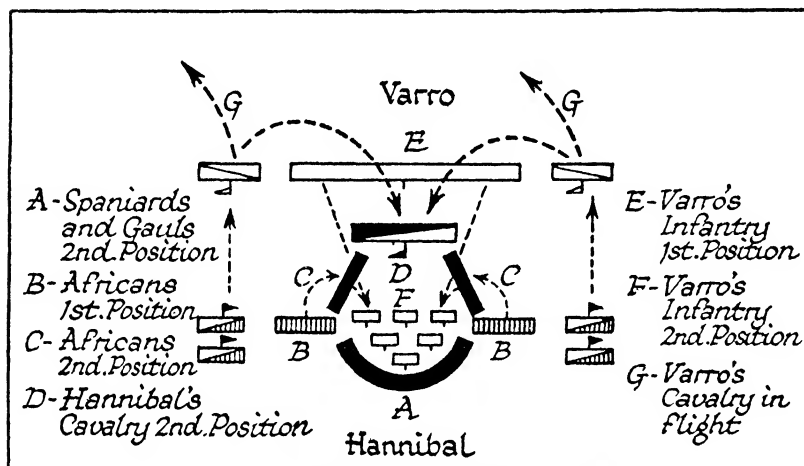 G
Varro
G
E
A-Spaniards
and Gauls
2nd. Position
B-Africans
1st. Position
C-Africans
2nd. Position
D-Hannibal's
Cavalry 2nd. Position
C
D
C
F
B
B
A
Hannibal
E-Varro's
Infantry
1st. Position
F-Varro's
Infantry
2nd. Position
G-Varro's
Cavalry in
flight